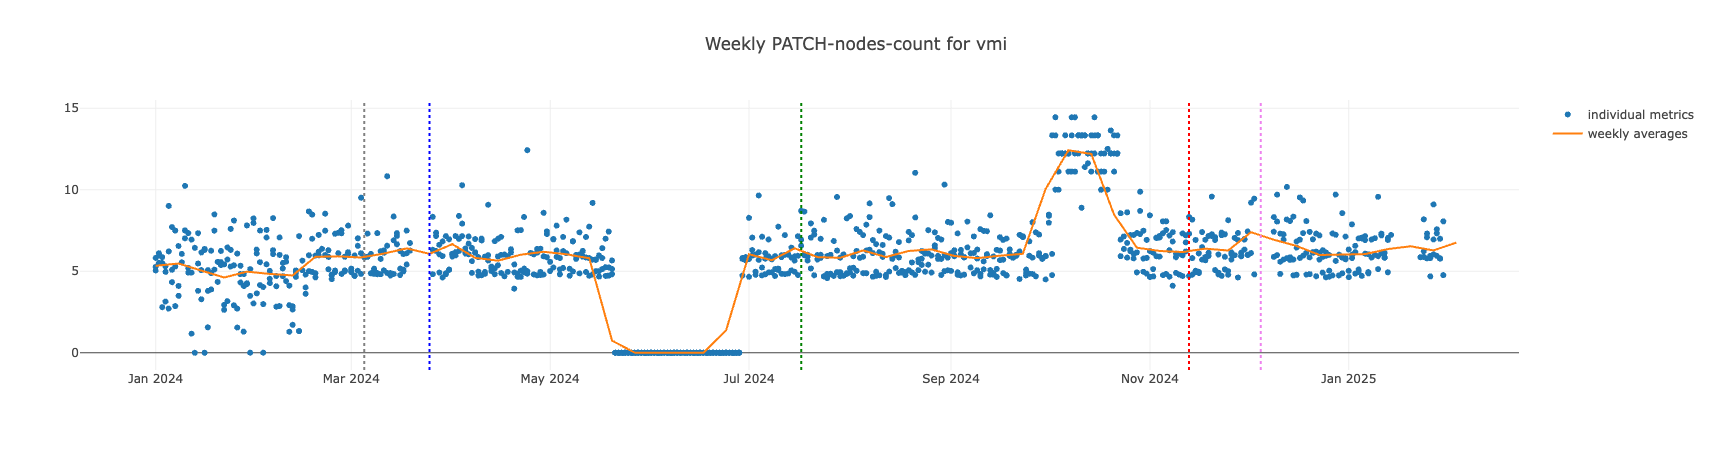 Weekly PATCH-nodes-count for vmi
individual metrics
weekly averages
15
10
5
0
Jan 2024
Mar 2024
May 2024
Jul 2024
Sep 2024
Nov 2024
Jan 2025